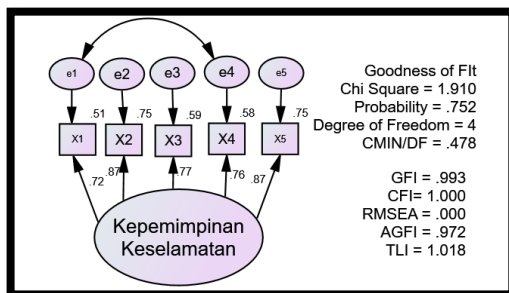 e1 e2 e3 e4 e5
.51 .75 .59 .58 .75
X1 X2 X3 X4 X5
.72 .87 .77 .76 .87
Kepemimpinan
Keselamatan
Goodness of FIt
Chi Square = 1.910
Probability = .752
Degree of Freedom = 4
CMIN/DF = .478
GFI = .993
CFI= 1.000
RMSEA = .000
AGFI = .972
TLI = 1.018